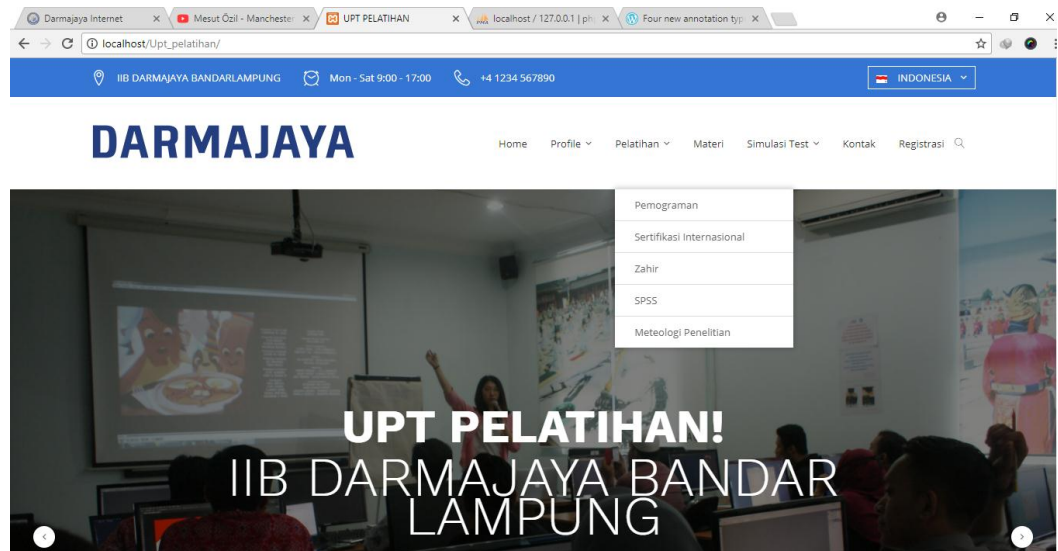 Darmajaya Internet
Mesut Özil - Manchester
UPT PELATIHAN
localhost / 127.0.0.1 | ph
Four new annotation typ
localhost/Upt_pelatihan/
IIB DARMAJAYA BANDARLAMPUNG
Mon - Sat 9:00 - 17:00
+4 1234 567890
INDONESIA
DARMAJAYA
Home
Profile
Pelatihan
Materi
Simulasi Test
Kontak
Registrasi
Pemograman
Sertifikasi Internasional
Zahir
SPSS
Meteologi Penelitian
UPT PELATIHAN!
IIB DARMAJAYA BANDAR
LAMPUNG